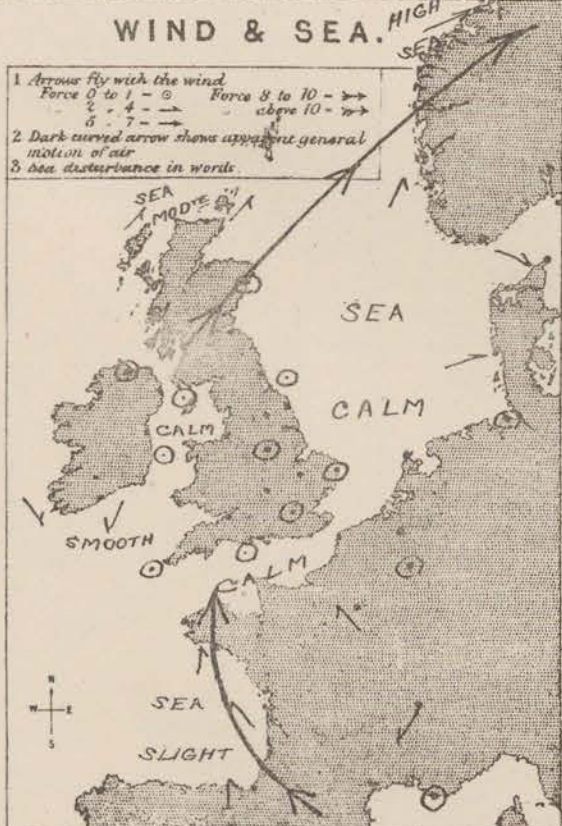 WIND & SEA.
HIGH
SEA
1 Arrows fly with the wind
Force 0 to 1 - ⊙ Force 8 to 10 -
2 " 4 - above 10 -
5 " 7 -
2 Dark curved arrow shows apparent general
motion of air
3 Sea disturbance in words.
SEA
MODTE
SEA
CALM
CALM
SMOOTH
CALM
N
W E
S
SEA
SLIGHT